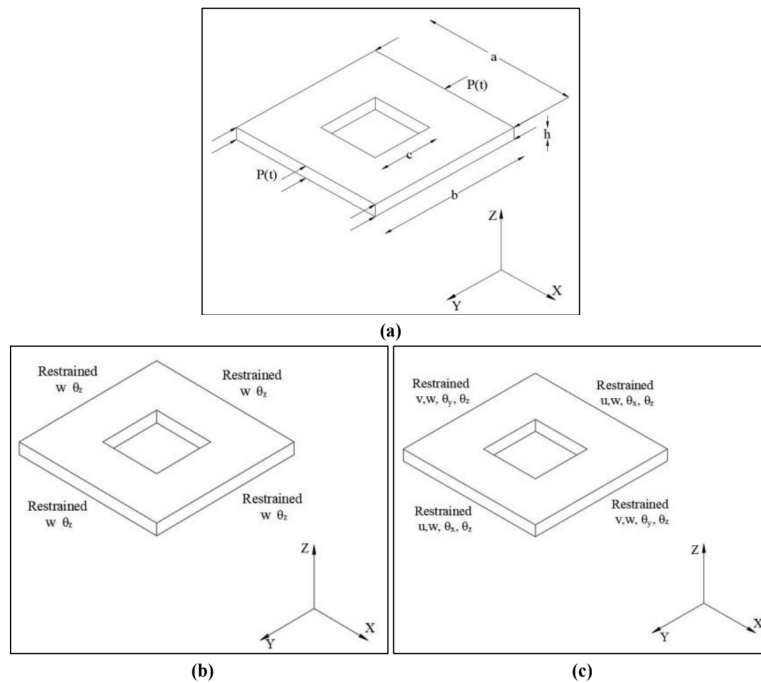 a
P(t)
h
c
P(t)
b
Z
Y
X
(a)
Restrained
w θz
Restrained
w θz
Restrained
w θz
Restrained
w θz
Z
Y
X
(b)
Restrained
v,w, θy, θz
Restrained
u,w, θx, θz
Restrained
u,w, θx, θz
Restrained
v,w, θy, θz
Z
Y
X
(c)